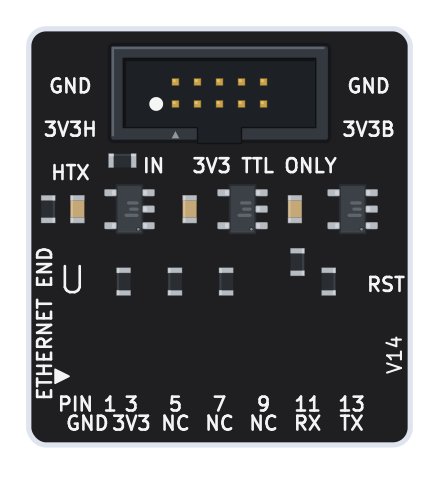 GND GND
3V3H 3V3B
HTX IN 3V3 TTL ONLY
ETHERNET END
U
RST
V14
PIN 1 3 5 7 9 11 13
GND 3V3 NC NC NC RX TX